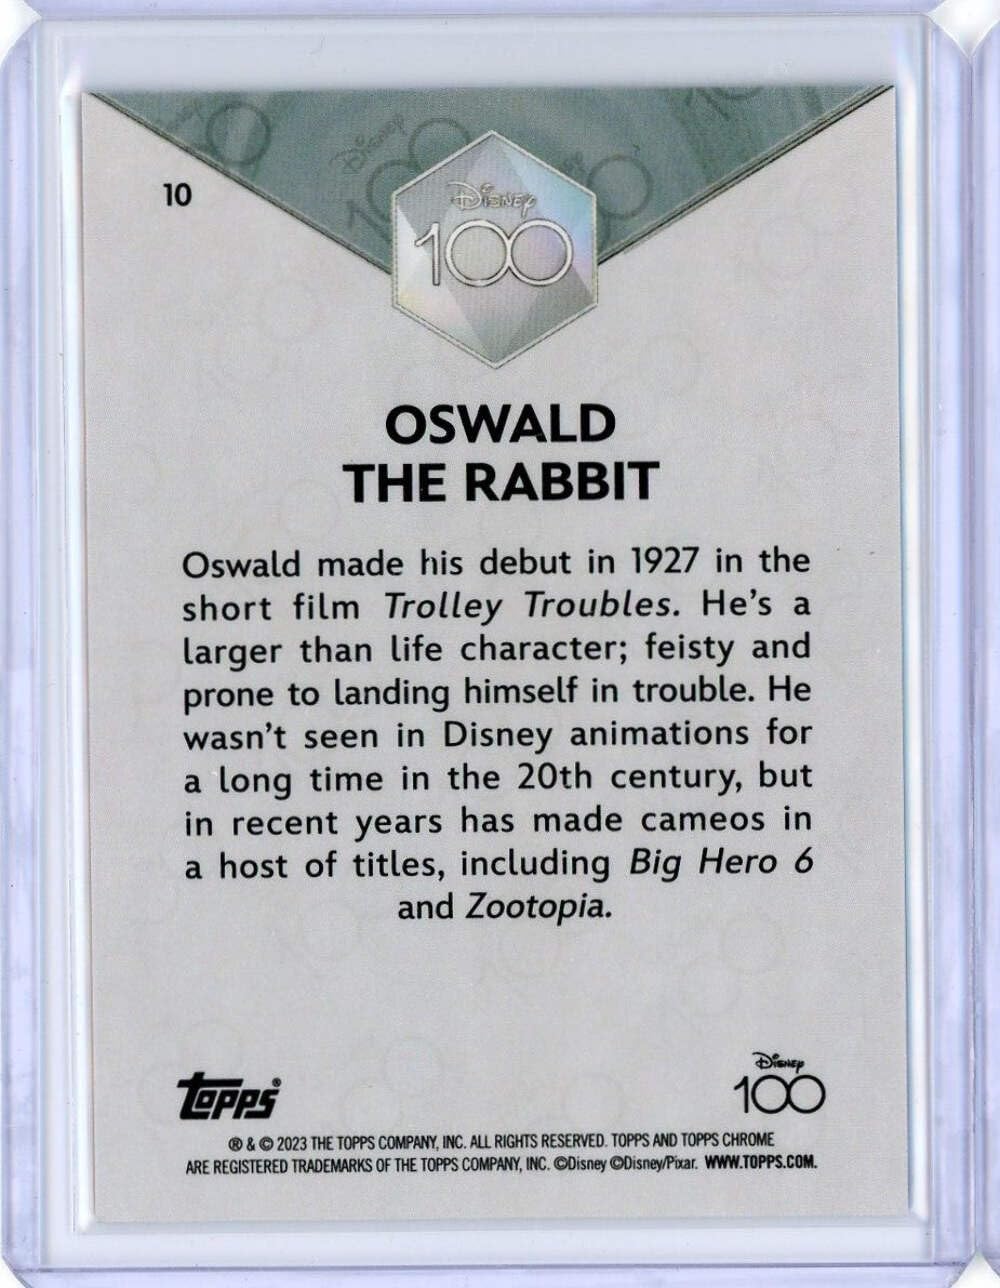 10
Disney
100
OSWALD
THE RABBIT
Oswald made his debut in 1927 in the
short film Trolley Troubles. He's a
larger than life character; feisty and
prone to landing himself in trouble. He
wasn't seen in Disney animations for
a long time in the 20th century, but
in recent years has made cameos in
a host of titles, including Big Hero 6
and Zootopia.
Topps®
Disney
100
® & © 2023 THE TOPPS COMPANY, INC. ALL RIGHTS RESERVED. TOPPS AND TOPPS CHROME
ARE REGISTERED TRADEMARKS OF THE TOPPS COMPANY, INC. ©Disney ©Disney/Pixar. WWW.TOPPS.COM.